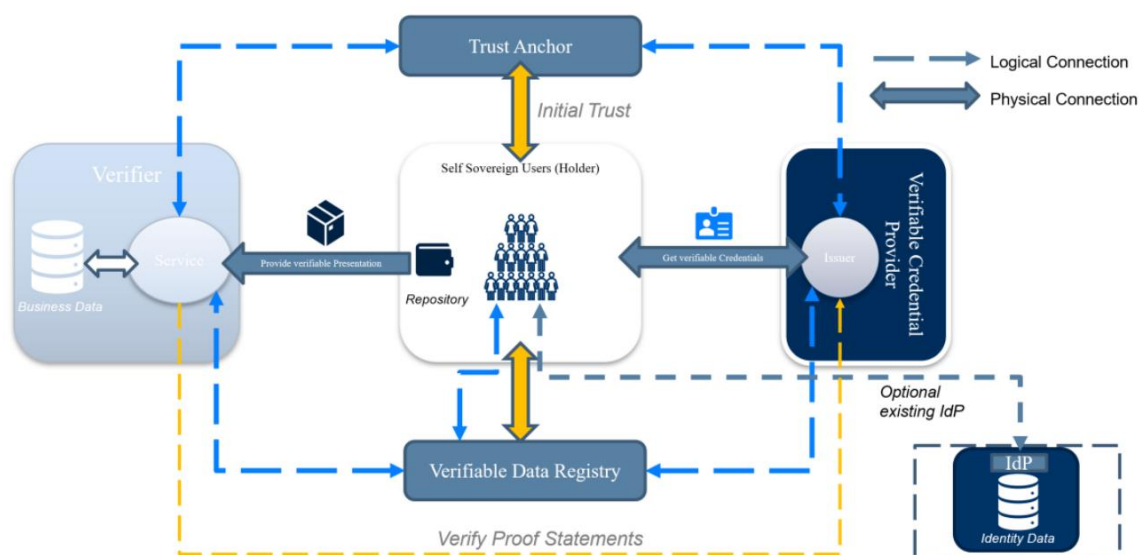 Trust Anchor
Logical Connection
Physical Connection
Initial Trust
Verifier
Self Sovereign Users (Holder)
Verifiable Credential
Provider
Service
Provide verifiable Presentation
Get verifiable Credentials
Issuer
Business Data
Repository
Optional
existing IdP
Verifiable Data Registry
IdP
Identity Data
Verify Proof Statements